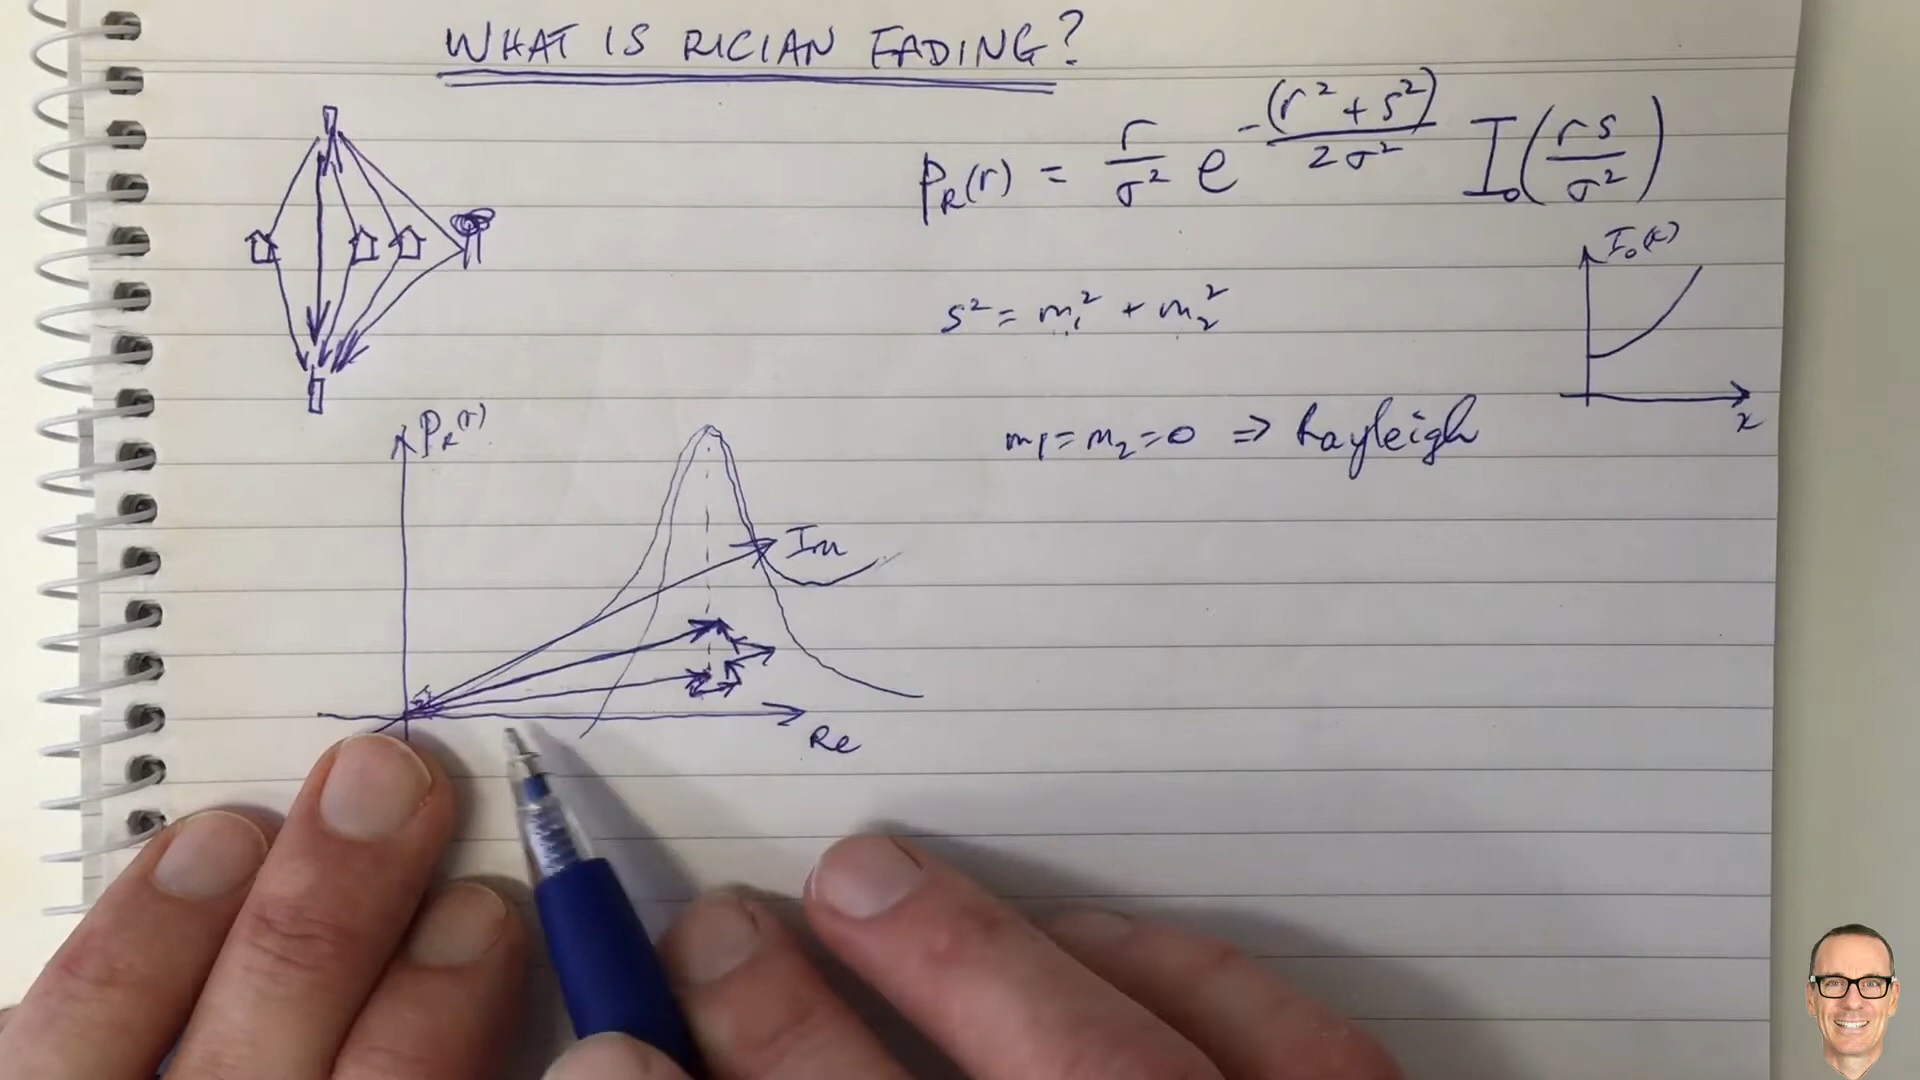 WHAT IS RICIAN FADING?
p_R(r) = r/σ² e^(-(r² + s²)/2σ²) I₀(rs/σ²)
I₀(x)
s² = m₁² + m₂²
x
P_R(r)
m₁ = m₂ = 0 ⇒ Rayleigh
Im
Re